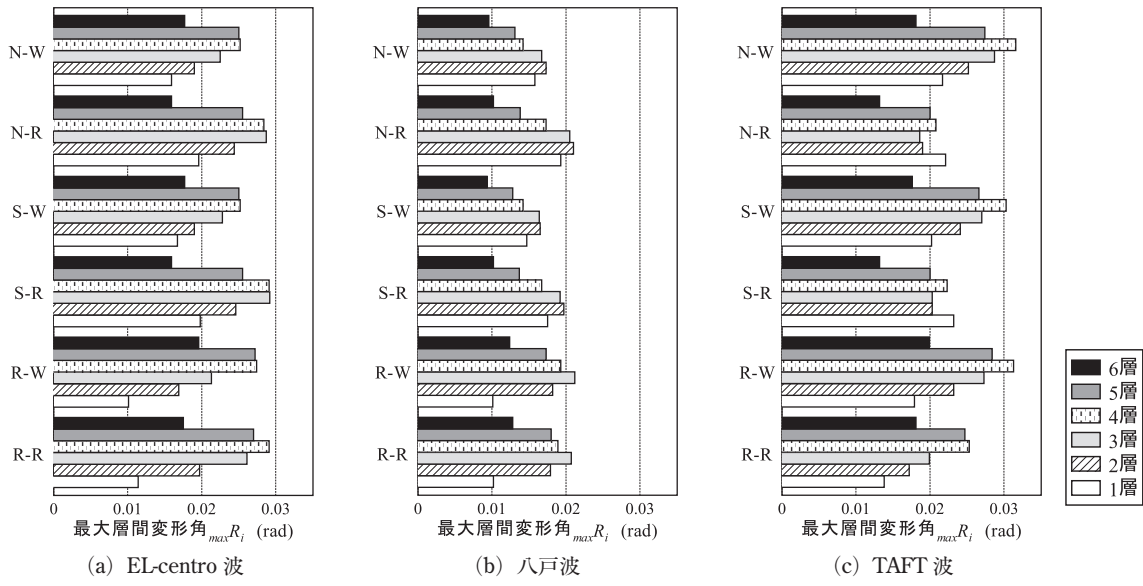 N-W
N-R
S-W
S-R
R-W
R-R
0 0.01 0.02 0.03
最大層間変形角maxRi (rad)
(a) EL-centro 波
0 0.01 0.02 0.03
最大層間変形角maxRi (rad)
(b) 八戸波
0 0.01 0.02 0.03
最大層間変形角maxRi (rad)
(c) TAFT 波
N-W
N-R
S-W
S-R
R-W
R-R
N-W
N-R
S-W
S-R
R-W
R-R
6層
5層
4層
3層
2層
1層